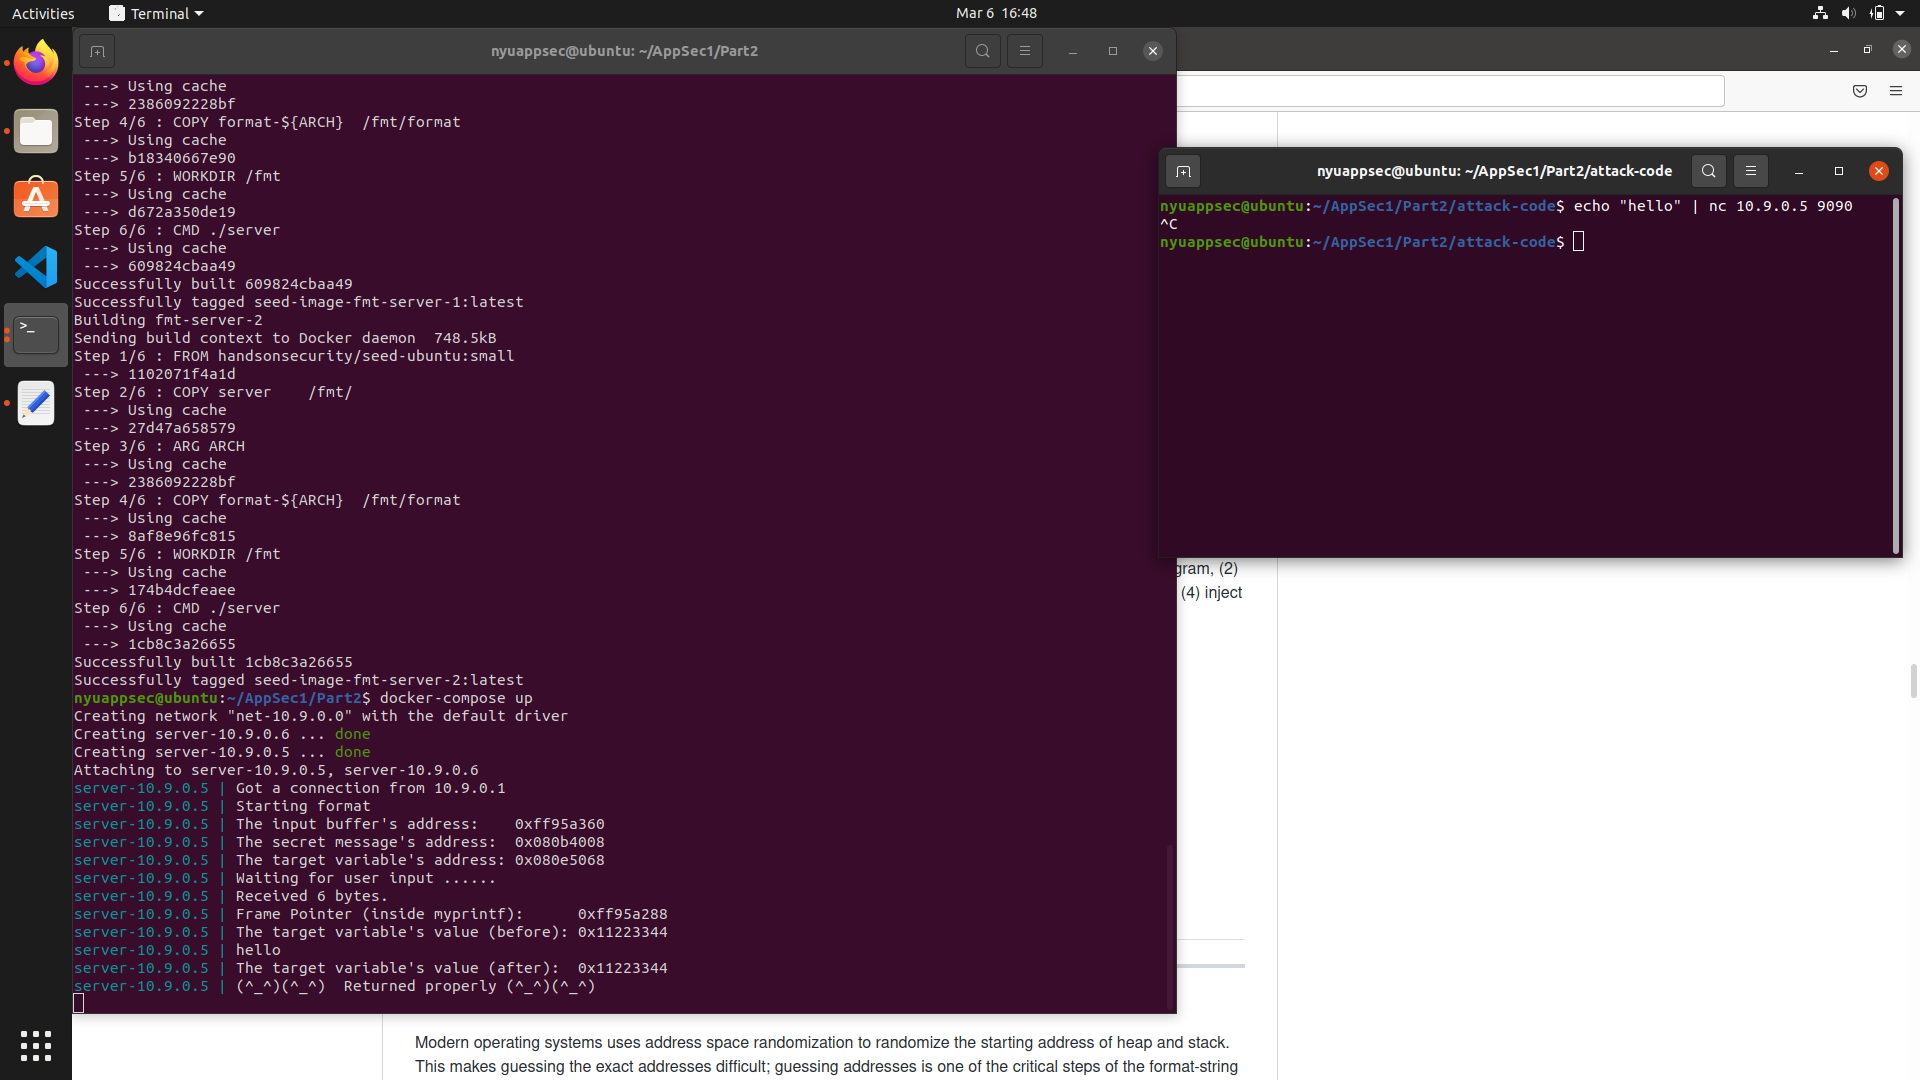 Activities
Terminal
Mar 6 16:48
nyuappsec@ubuntu: ~/AppSec1/Part2
---> Using cache
---> 2386092228bf
Step 4/6 : COPY format-${ARCH}  /fmt/format
---> Using cache
---> b18340667e90
Step 5/6 : WORKDIR /fmt
---> Using cache
---> d672a350de19
Step 6/6 : CMD ./server
---> Using cache
---> 609824cbaa49
Successfully built 609824cbaa49
Successfully tagged seed-image-fmt-server-1:latest
Building fmt-server-2
Sending build context to Docker daemon  748.5kB
Step 1/6 : FROM handsonsecurity/seed-ubuntu:small
---> 1102071f4a1d
Step 2/6 : COPY server    /fmt/
---> Using cache
---> 27d47a658579
Step 3/6 : ARG ARCH
---> Using cache
---> 2386092228bf
Step 4/6 : COPY format-${ARCH}  /fmt/format
---> Using cache
---> 8af8e96fc815
Step 5/6 : WORKDIR /fmt
---> Using cache
---> 174b4dcfeaee
Step 6/6 : CMD ./server
---> Using cache
---> 1cb8c3a26655
Successfully built 1cb8c3a26655
Successfully tagged seed-image-fmt-server-2:latest
nyuappsec@ubuntu:~/AppSec1/Part2$ docker-compose up
Creating network "net-10.9.0.0" with the default driver
Creating server-10.9.0.6 ... done
Creating server-10.9.0.5 ... done
Attaching to server-10.9.0.5, server-10.9.0.6
server-10.9.0.5 | Got a connection from 10.9.0.1
server-10.9.0.5 | Starting format
server-10.9.0.5 | The input buffer's address:    0xff95a360
server-10.9.0.5 | The secret message's address:  0x080b4008
server-10.9.0.5 | The target variable's address: 0x080e5068
server-10.9.0.5 | Waiting for user input ......
server-10.9.0.5 | Received 6 bytes.
server-10.9.0.5 | Frame Pointer (inside myprintf):      0xff95a288
server-10.9.0.5 | The target variable's value (before): 0x11223344
server-10.9.0.5 | hello
server-10.9.0.5 | The target variable's value (after):  0x11223344
server-10.9.0.5 | (^_^)(^_^)  Returned properly (^_^)(^_^)
nyuappsec@ubuntu: ~/AppSec1/Part2/attack-code
nyuappsec@ubuntu:~/AppSec1/Part2/attack-code$ echo "hello" | nc 10.9.0.5 9090
^C
nyuappsec@ubuntu:~/AppSec1/Part2/attack-code$
gram, (2)
(4) inject
Modern operating systems uses address space randomization to randomize the starting address of heap and stack.
This makes guessing the exact addresses difficult; guessing addresses is one of the critical steps of the format-string